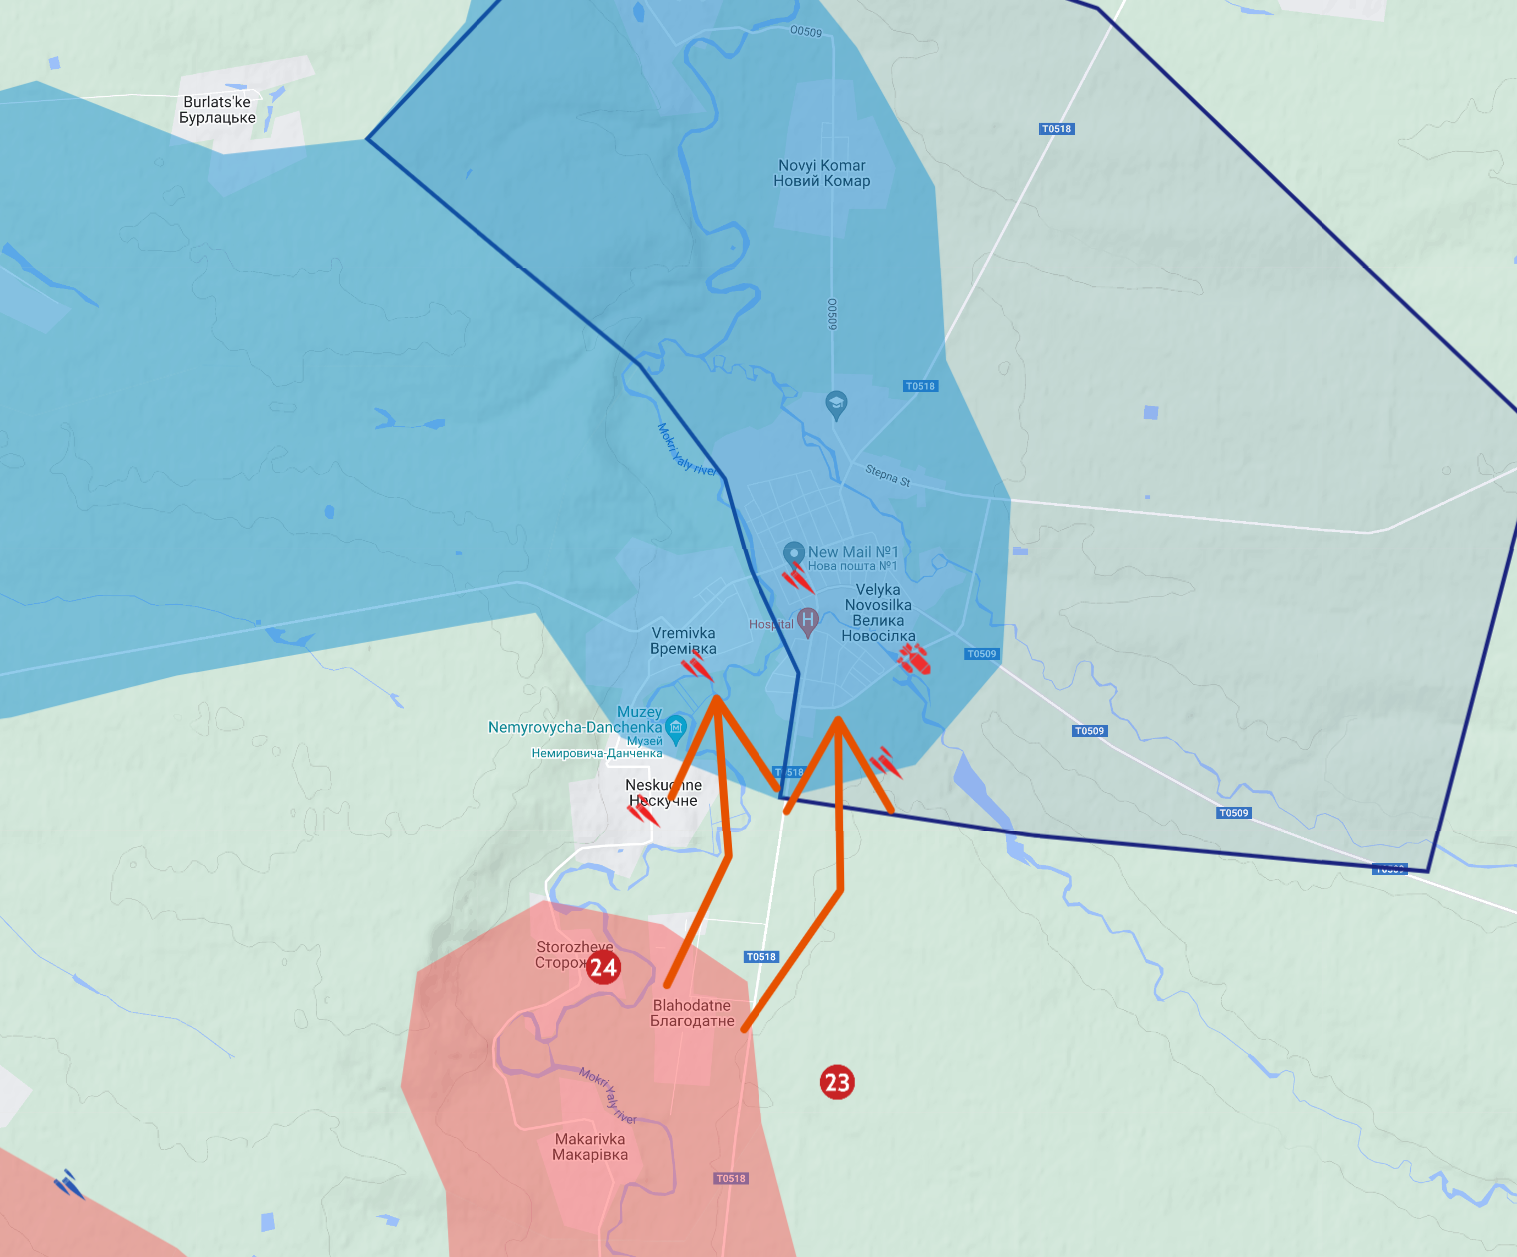 O0509
Burlats'ke
Бурлацьке
T0518
Novyi Komar
Новий Комар
O0509
T0518
Mokri Yaly river
Stepna St
New Mail №1
Нова пошта №1
Velyka
Novosilka
Велика
Новосілка
Hospital
H
Vremivka
Времівка
T0509
Muzey
Nemyrovycha-Danchenka
Музей
Немировича-Данченка
T0509
T0518
Neskuchne
Нескучне
T0509
T0509
Storozheve
24
T0518
Blahodatne
Благодатне
23
Mokri Yaly river
Makarivka
Макарівка
T0518